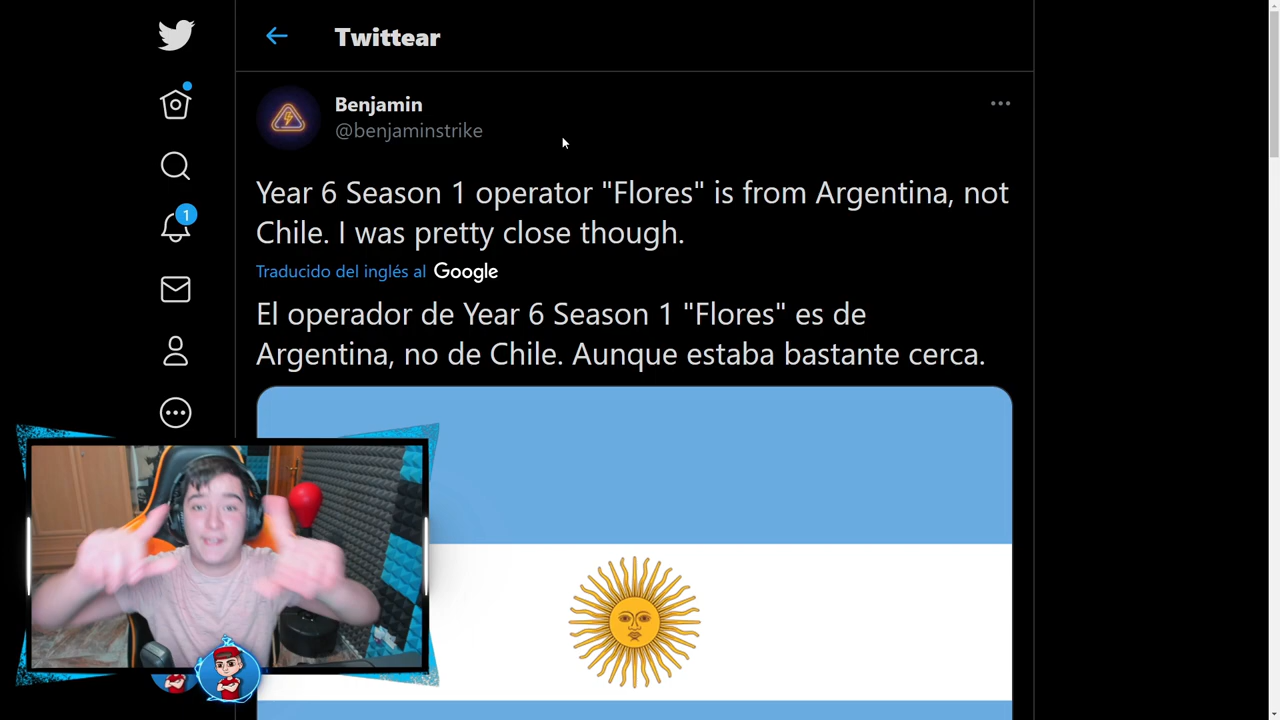 Twittear
Benjamin
@benjaminstrike
Year 6 Season 1 operator "Flores" is from Argentina, not
Chile. I was pretty close though.
Traducido del inglés al Google
El operador de Year 6 Season 1 "Flores" es de
Argentina, no de Chile. Aunque estaba bastante cerca.
1